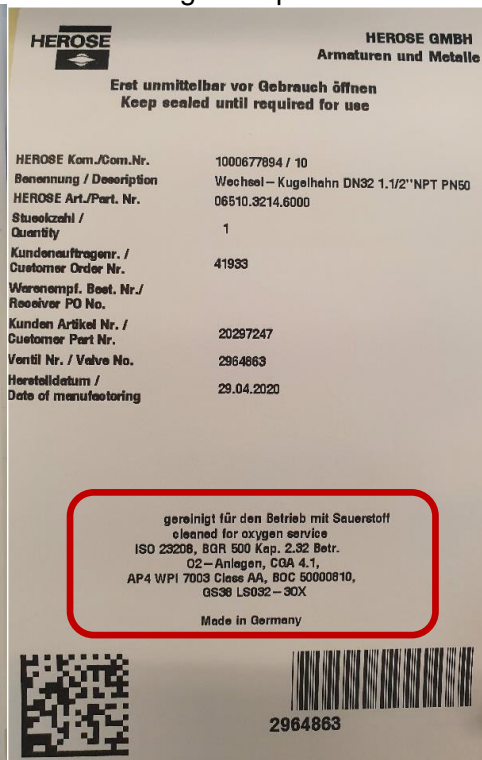 HEROSE
HEROSE GMBH
Armaturen und Metalle
Erst unmittelbar vor Gebrauch öffnen
Keep sealed until required for use
HEROSE Kom./Com.Nr. 1000677894 / 10
Benennung / Description Wechsel-Kugelhahn DN32 1.1/2''NPT PN50
HEROSE Art./Part. Nr. 06510.3214.6000
Stueckzahl /
Quantity 1
Kundenauftragsnr. /
Customer Order Nr. 41933
Warenempf. Best. Nr./
Receiver PO No.
Kunden Artikel Nr. /
Customer Part Nr. 20297247
Ventil Nr. / Valve No. 2964863
Herstelldatum /
Date of manufactoring 29.04.2020
gereinigt für den Betrieb mit Sauerstoff
cleaned for oxygen service
ISO 23208, BGR 500 Kap. 2.32 Betr.
O2-Anlagen, CGA 4.1,
AP4 WPI 7003 Class AA, BOC 50000810,
GS38 LS032-3OX
Made in Germany
2964863